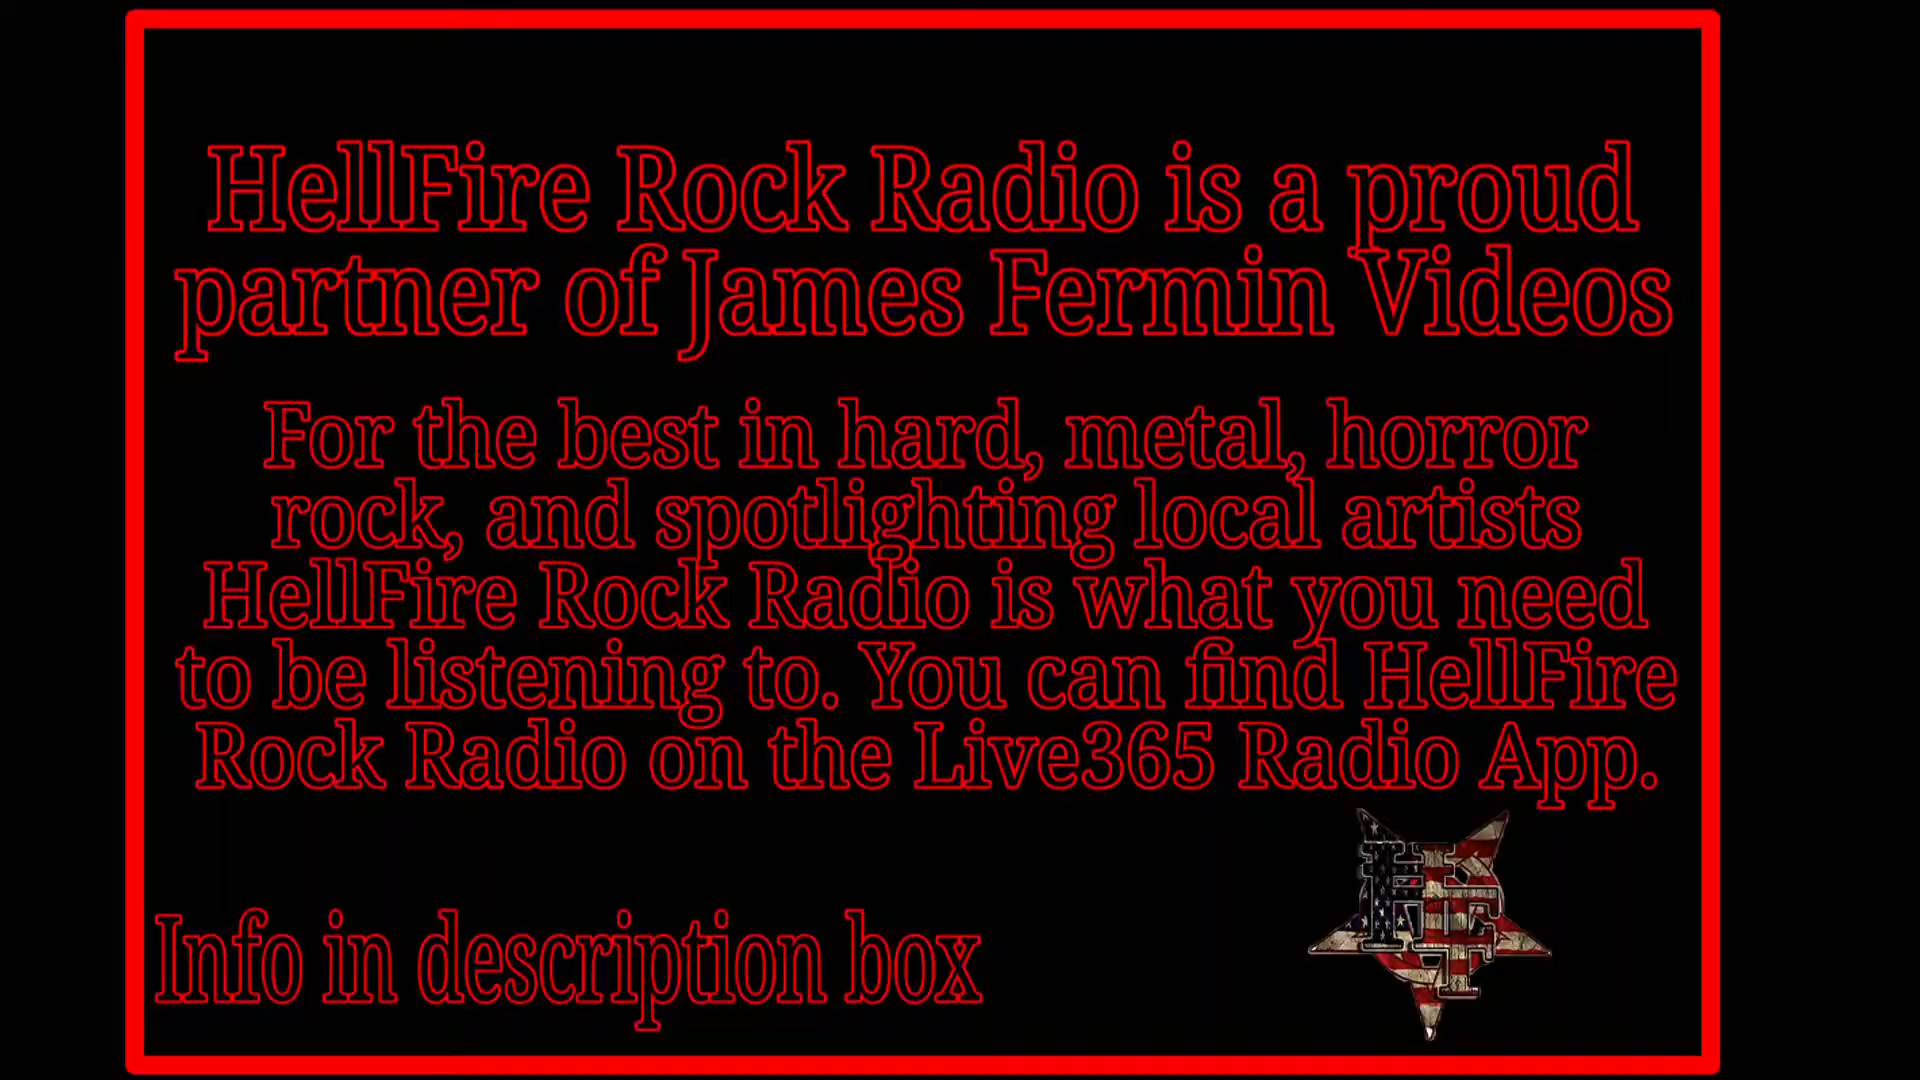 HellFire Rock Radio is a proud
partner of James Fermin Videos
For the best in hard, metal, horror
rock, and spotlighting local artists
HellFire Rock Radio is what you need
to be listening to. You can find HellFire
Rock Radio on the Live365 Radio App.
Info in description box